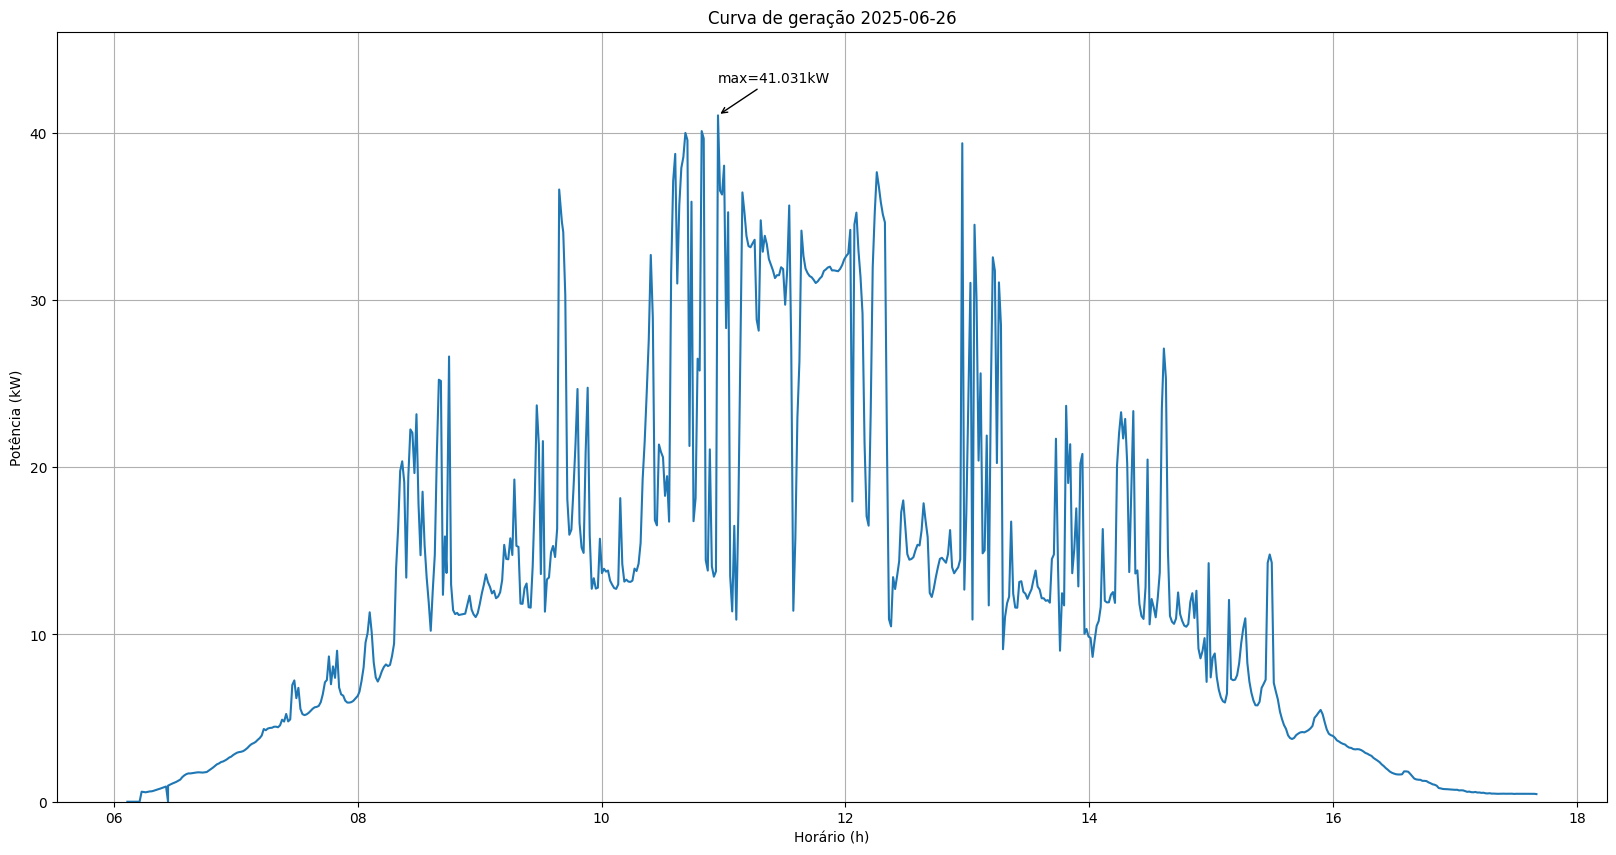 Curva de geração 2025-06-26
max=41.031kW
40
30
20
10
0
Potência (kW)
06 08 10 12 14 16 18
Horário (h)